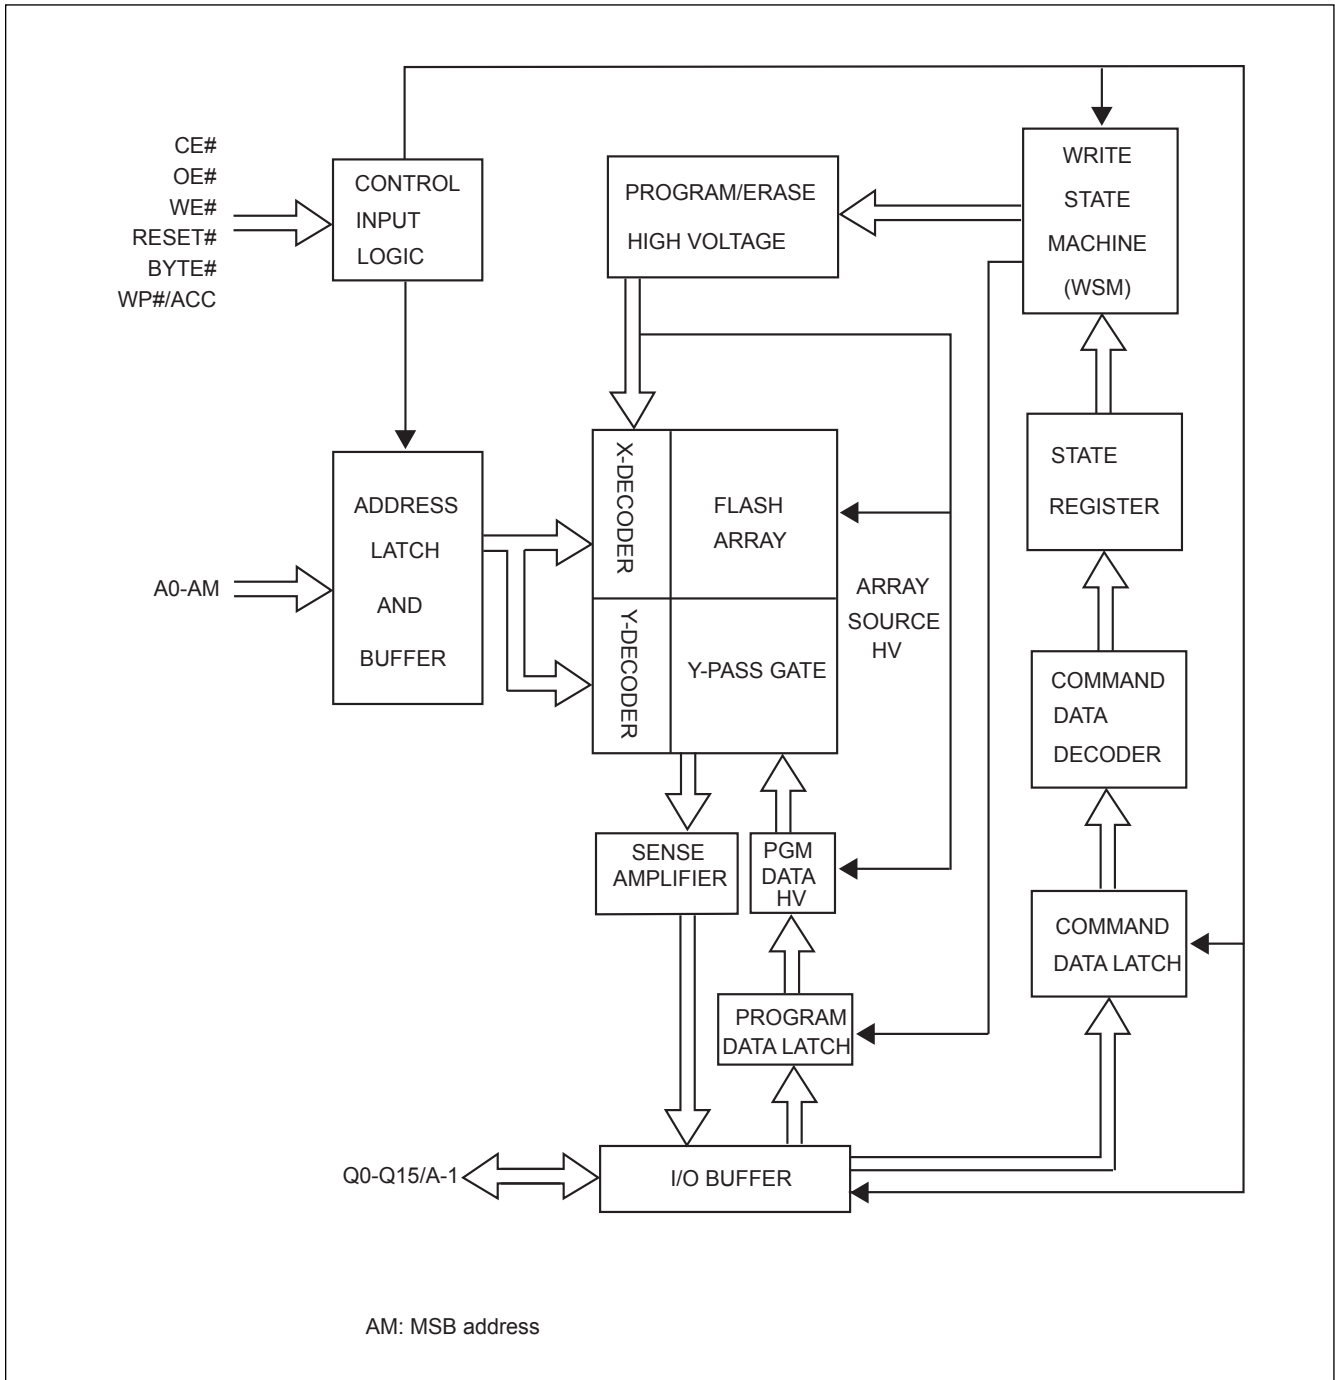 CE#
OE#
WE#
RESET#
BYTE#
WP#/ACC
CONTROL
INPUT
LOGIC
PROGRAM/ERASE
HIGH VOLTAGE
WRITE
STATE
MACHINE
(WSM)
STATE
REGISTER
X-DECODER
FLASH
ARRAY
ADDRESS
LATCH
AND
BUFFER
A0-AM
ARRAY
SOURCE
HV
Y-DECODER
Y-PASS GATE
COMMAND
DATA
DECODER
SENSE
AMPLIFIER
PGM
DATA
HV
COMMAND
DATA LATCH
PROGRAM
DATA LATCH
Q0-Q15/A-1
I/O BUFFER
AM: MSB address